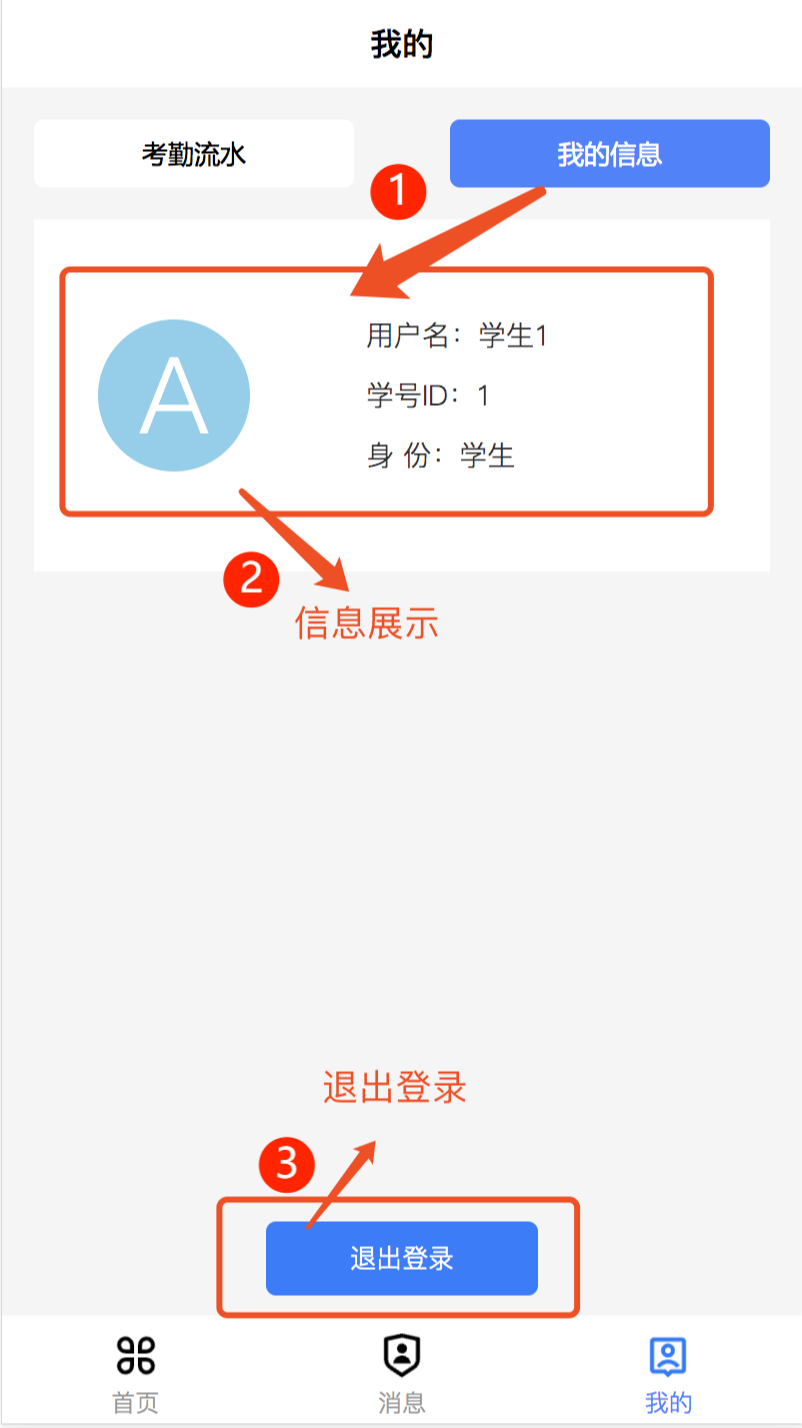 我的
考勤流水
我的信息
1
用户名：学生1
A
学号ID：1
身 份：学生
2
信息展示
退出登录
3
退出登录
首页
消息
我的